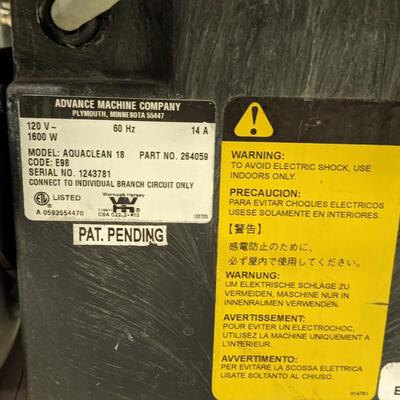 ADVANCE MACHINE COMPANY
PLYMOUTH, MINNESOTA 55447
120 V~ 60 Hz 14 A
1600 W
MODEL: AQUACLEAN 18 PART NO. 264059
CODE: E98
SERIAL NO. 1243781
CONNECT TO INDIVIDUAL BRANCH CIRCUIT ONLY
LISTED
Warnock Hersey
A 0593554470
PAT. PENDING
WARNING:
TO AVOID ELECTRIC SHOCK, USE
INDOORS ONLY.
PRECAUCION:
PARA EVITAR CHOQUES ELECTRICOS
USESE SOLAMENTE EN INTERIORES.
【警告】
感電防止のために、
必ず屋内で使用してください。
WARNUNG:
UM ELEKTRISCHE SCHLÄGE ZU
VERMEIDEN, MASCHINE NUR IN
INNENRAUMEN VERWENDEN.
AVERTISSEMENT:
POUR EVITER UN ELECTROCHOC,
UTILISEZ LA MACHINE UNIQUEMENT A
L'INTERIEUR.
AVVERTIMENTO:
PER EVITARE LA SCOSSA ELETTRICA
USATE SOLTANTO AL CHIUSO.